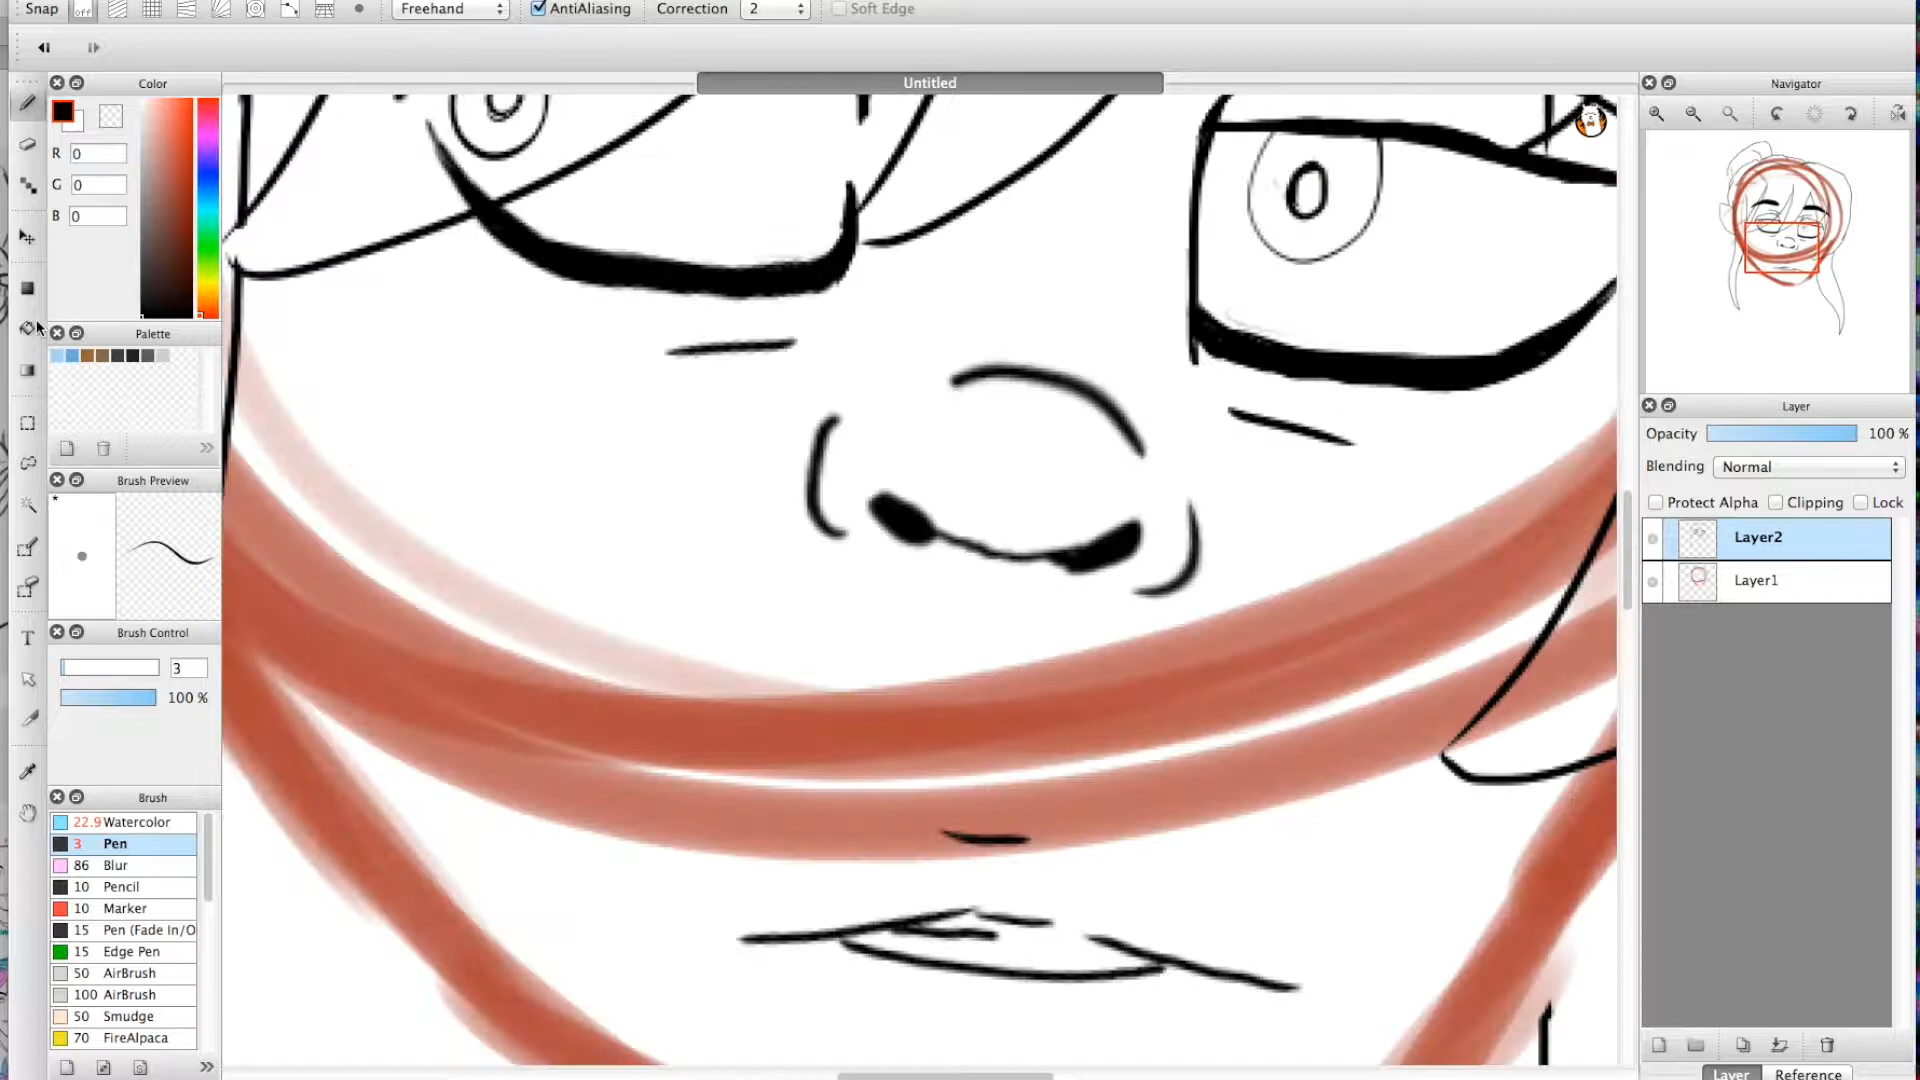 Snap off Freehand AntiAliasing Correction 2 Soft Edge
Untitled
Color
R 0
G 0
B 0
Palette
Brush Preview
*
Brush Control
3
100 %
Brush
22.9 Watercolor
3 Pen
86 Blur
10 Pencil
10 Marker
15 Pen (Fade In/O
15 Edge Pen
50 AirBrush
100 AirBrush
50 Smudge
70 FireAlpaca
T
Navigator
Layer
Opacity 100 %
Blending Normal
Protect Alpha Clipping Lock
Layer2
Layer1
Layer Reference